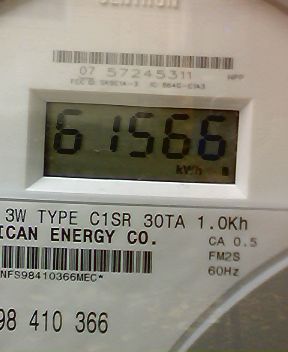 07 57245311 NPP
61566
kWh
3W TYPE C1SR 30TA 1.0Kh
ICAN ENERGY CO.
CA 0.5
FM2S
60Hz
NFS98410366MEC*
98 410 366